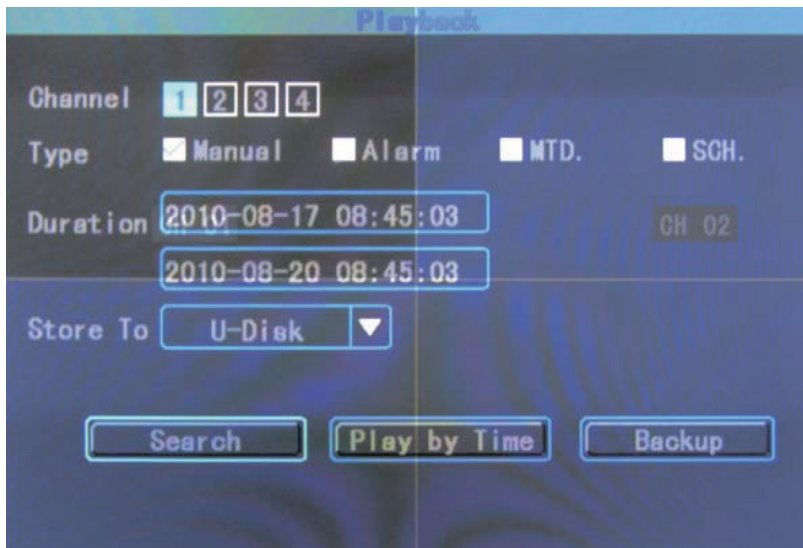 Playback
Channel 1 2 3 4
Type Manual Alarm MTD. SCH.
Duration 2010-08-17 08:45:03
CH 02
2010-08-20 08:45:03
Store To U-Disk
Search Play by Time Backup